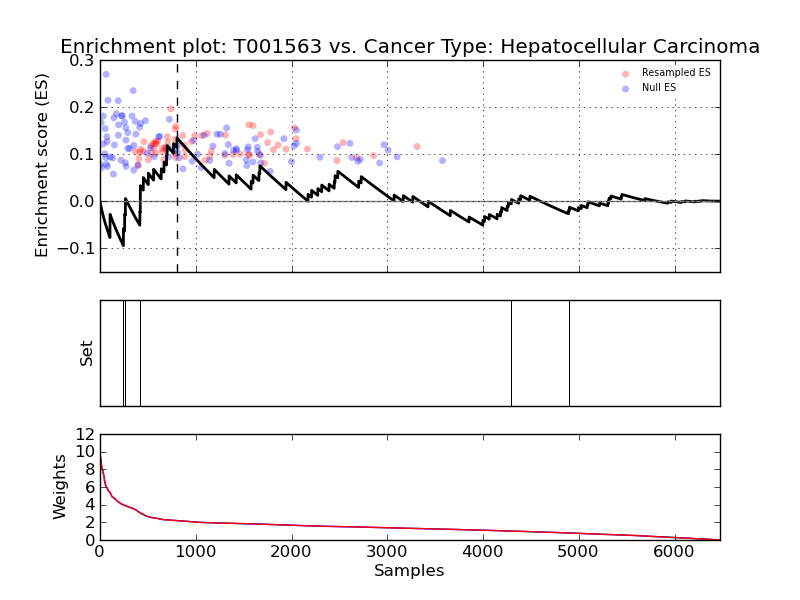 Enrichment plot: T001563 vs. Cancer Type: Hepatocellular Carcinoma
0.3
0.2
0.1
0.0
−0.1
Enrichment score (ES)
Resampled ES
Null ES
Set
12
10
8
6
4
2
0
Weights
0 1000 2000 3000 4000 5000 6000
Samples